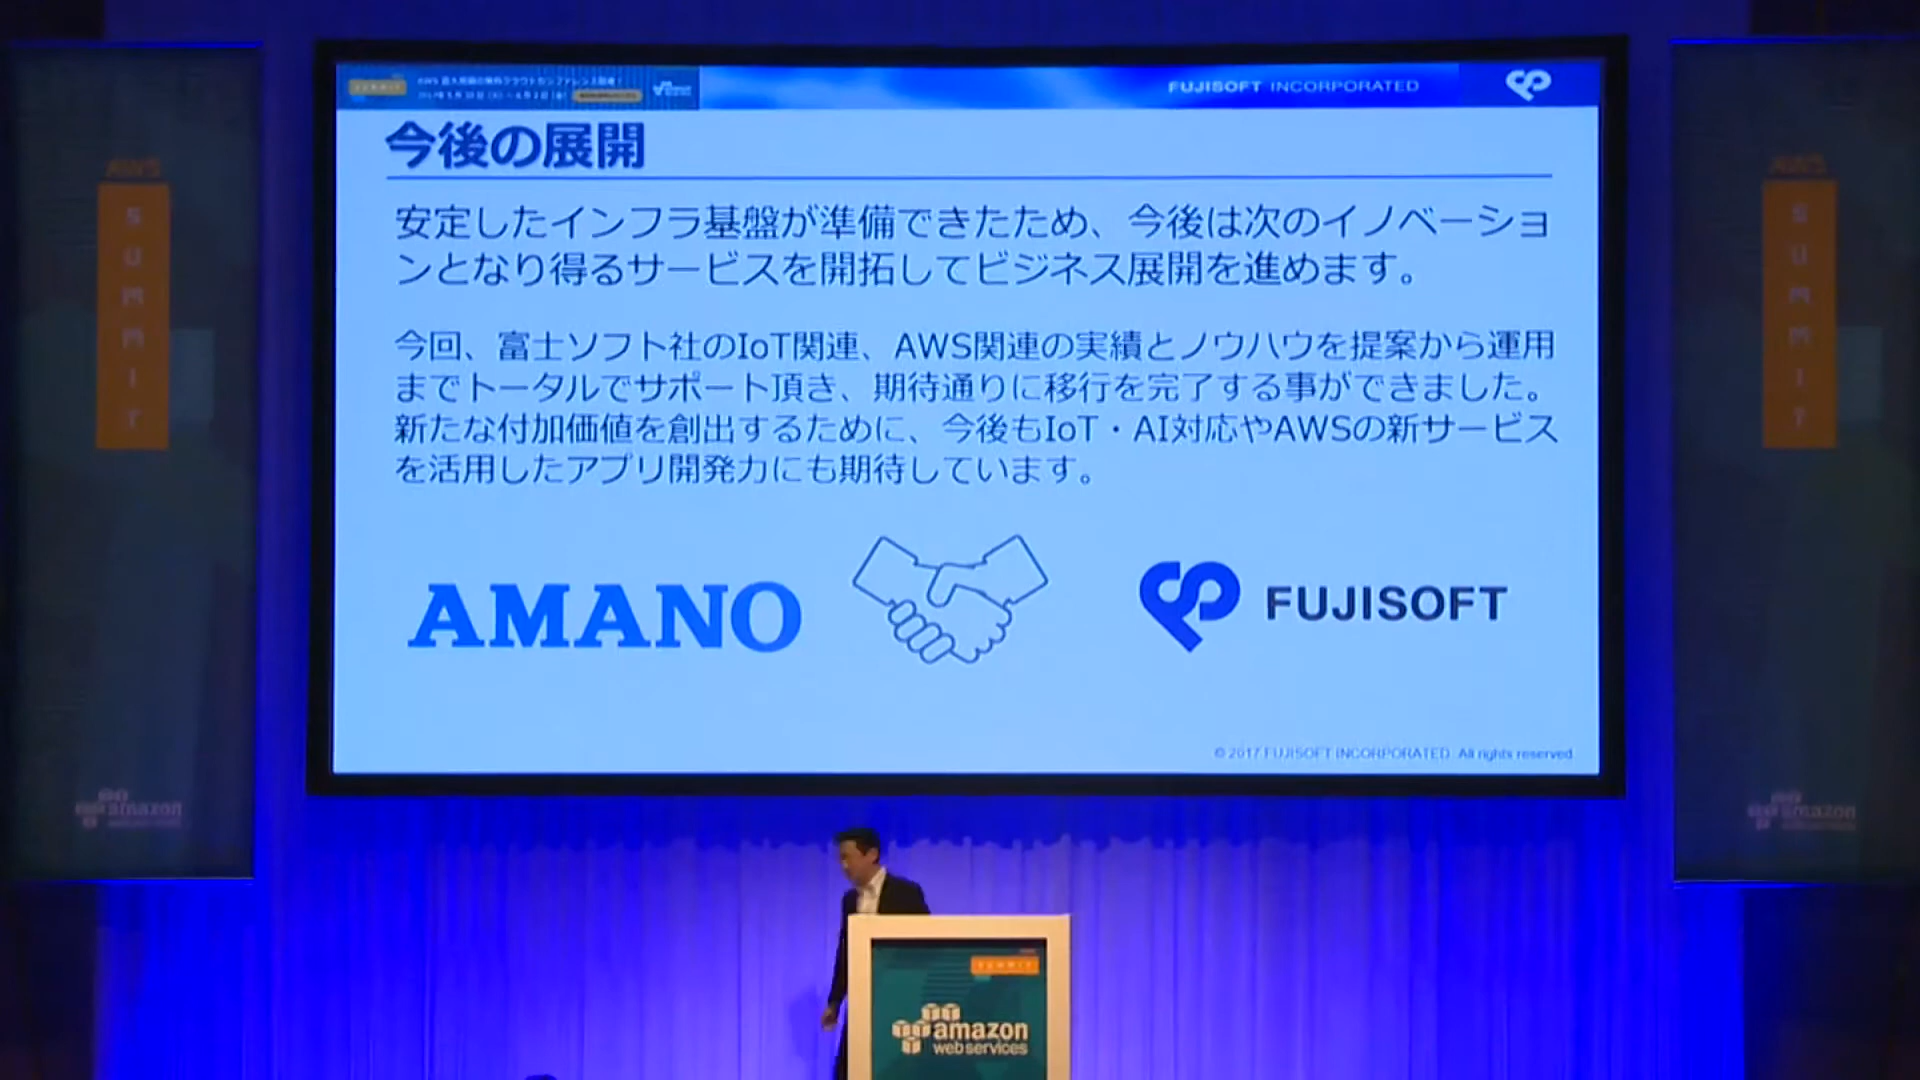 AWS
SUMMIT
amazon
SUMMIT
FUJISOFT INCORPORATED
今後の展開
安定したインフラ基盤が準備できたため、今後は次のイノベーショ
ンとなり得るサービスを開拓してビジネス展開を進めます。
今回、富士ソフト社のIoT関連、AWS関連の実績とノウハウを提案から運用
までトータルでサポート頂き、期待通りに移行を完了する事ができました。
新たな付加価値を創出するために、今後もIoT・AI対応やAWSの新サービス
を活用したアプリ開発力にも期待しています。
AMANO
FUJISOFT
© 2017 FUJISOFT INCORPORATED. All rights reserved.
AWS
SUMMIT
amazon
SUMMIT
amazon
webservices